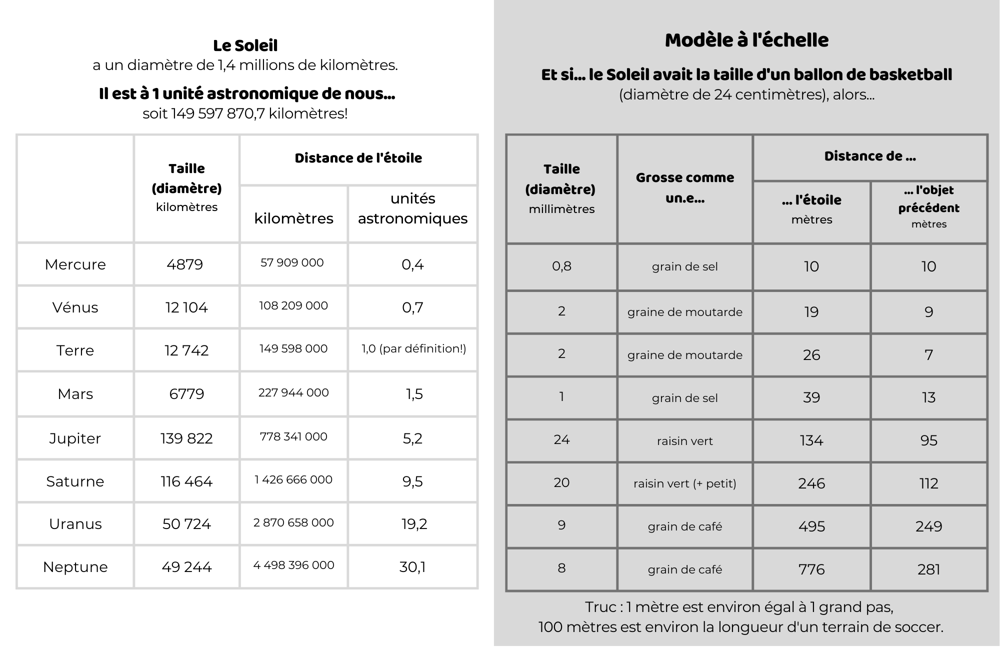 Le Soleil
a un diamètre de 1,4 millions de kilomètres.
Il est à 1 unité astronomique de nous...
soit 149 597 870,7 kilomètres!
Taille
(diamètre)
kilomètres
Distance de l'étoile
kilomètres
unités
astronomiques
Mercure 4879 57 909 000 0,4
Vénus 12 104 108 209 000 0,7
Terre 12 742 149 598 000 1,0 (par définition!)
Mars 6779 227 944 000 1,5
Jupiter 139 822 778 341 000 5,2
Saturne 116 464 1 426 666 000 9,5
Uranus 50 724 2 870 658 000 19,2
Neptune 49 244 4 498 396 000 30,1
Modèle à l'échelle
Et si... le Soleil avait la taille d'un ballon de basketball
(diamètre de 24 centimètres), alors...
Taille
(diamètre)
millimètres
Grosse comme
un.e...
Distance de ...
... l'étoile
mètres
... l'objet
précédent
mètres
0,8 grain de sel 10 10
2 graine de moutarde 19 9
2 graine de moutarde 26 7
1 grain de sel 39 13
24 raisin vert 134 95
20 raisin vert (+ petit) 246 112
9 grain de café 495 249
8 grain de café 776 281
Truc : 1 mètre est environ égal à 1 grand pas,
100 mètres est environ la longueur d'un terrain de soccer.